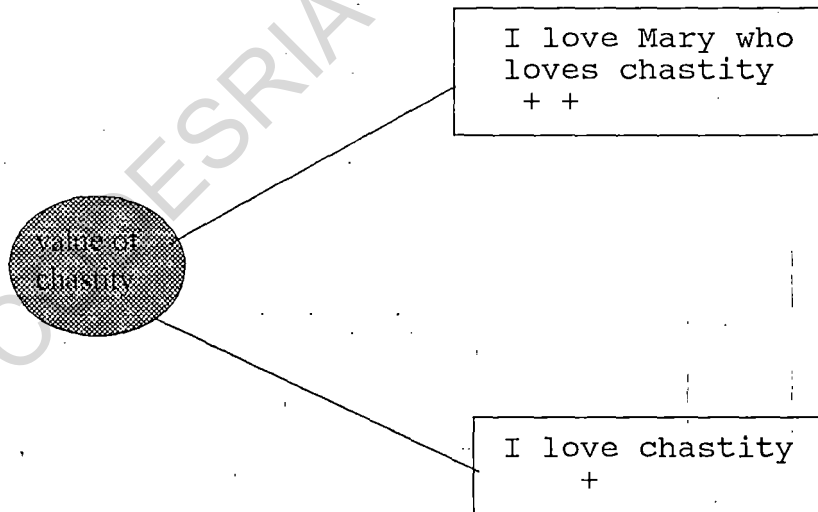 I love Mary who
loves chastity
+ +
value of
chastity
I love chastity
+